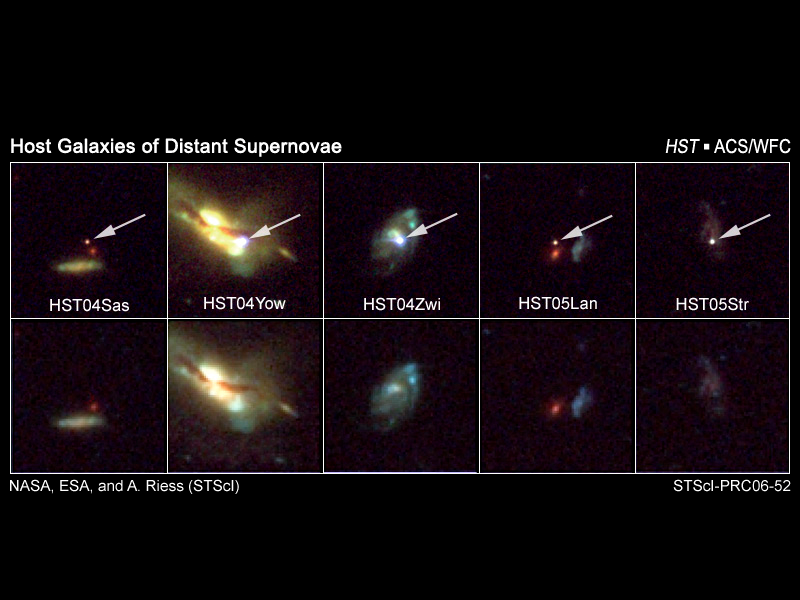 Host Galaxies of Distant Supernovae
HST ▪ ACS/WFC
HST04Sas
HST04Yow
HST04Zwi
HST05Lan
HST05Str
NASA, ESA, and A. Riess (STScI)
STScI-PRC06-52